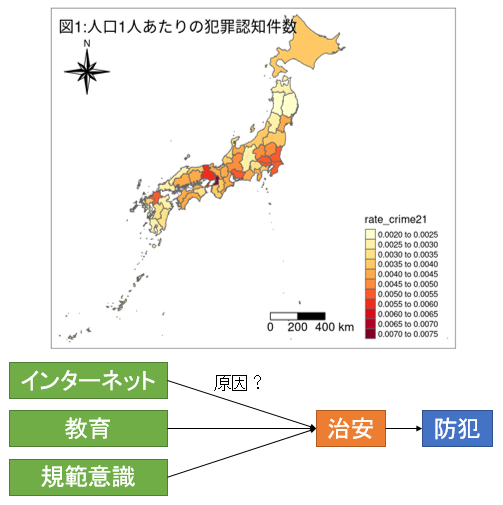 図1:人口1人あたりの犯罪認知件数
N
rate_crime21
0.0020 to 0.0025
0.0025 to 0.0030
0.0030 to 0.0035
0.0035 to 0.0040
0.0040 to 0.0045
0.0045 to 0.0050
0.0050 to 0.0055
0.0055 to 0.0060
0.0060 to 0.0065
0.0065 to 0.0070
0.0070 to 0.0075
0 200 400 km
インターネット
原因？
教育
治安
防犯
規範意識